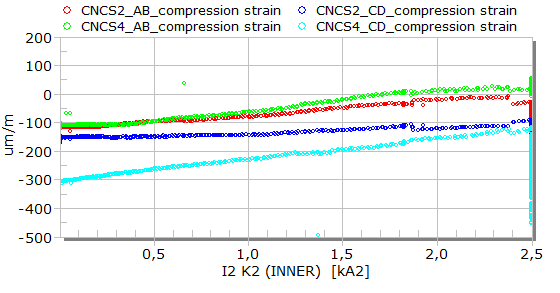 CNCS2_AB_compression strain CNCS2_CD_compression strain
CNCS4_AB_compression strain CNCS4_CD_compression strain
200
100
0
-100
-200
-300
-400
-500
um/m
0,5 1,0 1,5 2,0 2,5
I2 K2 (INNER) [kA2]